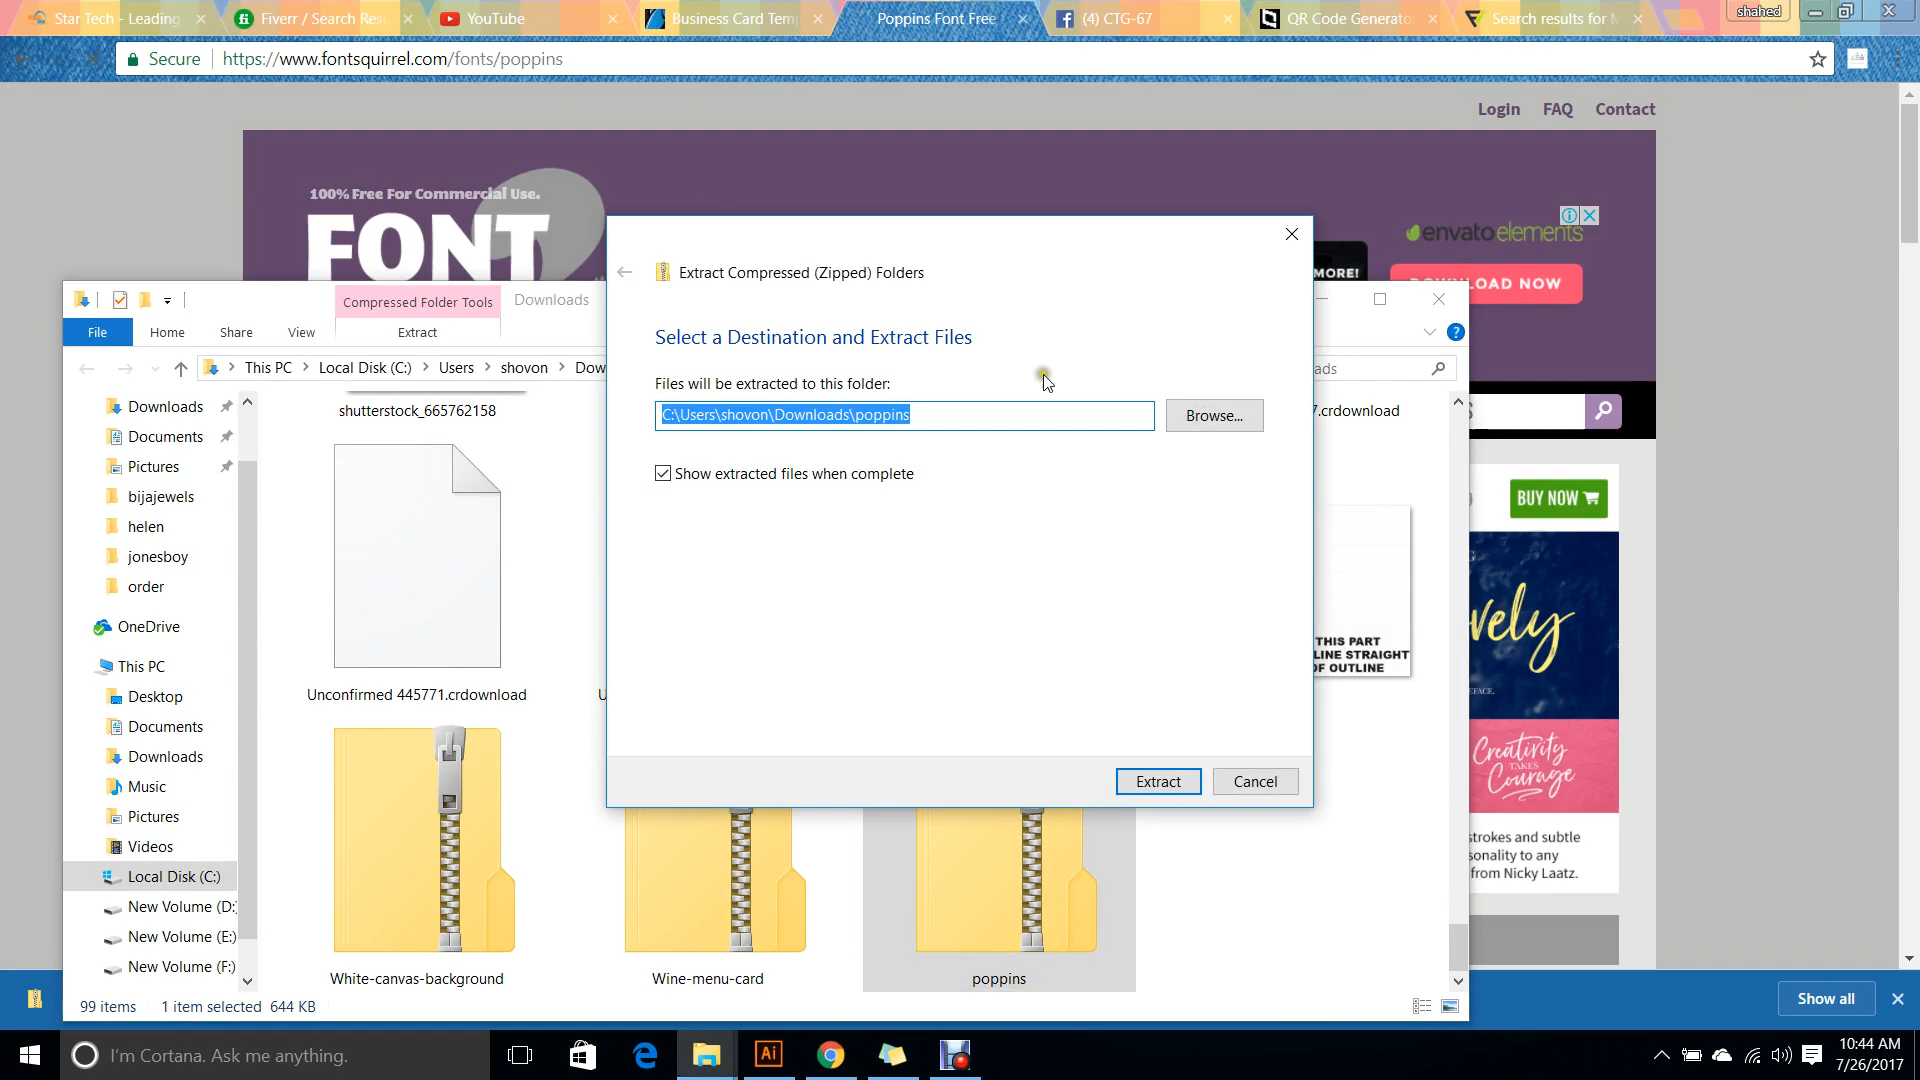 Star Tech - Leading
Fiverr / Search Resu
YouTube
Business Card Temp
Poppins Font Free
(4) CTG-67
QR Code Generator
Search results for M
shahed
Secure
https://www.fontsquirrel.com/fonts/poppins
Login
FAQ
Contact
100% Free For Commercial Use.
FONT
envatoelements
MORE!
LOAD NOW
Extract Compressed (Zipped) Folders
Select a Destination and Extract Files
Files will be extracted to this folder:
C:\Users\shovon\Downloads\poppins
Browse...
Show extracted files when complete
Extract
Cancel
Compressed Folder Tools
Downloads
File
Home
Share
View
Extract
This PC
Local Disk (C:)
Users
shovon
Dow
ads
Downloads
Documents
Pictures
bijajewels
helen
jonesboy
order
OneDrive
This PC
Desktop
Documents
Downloads
Music
Pictures
Videos
Local Disk (C:)
New Volume (D:
New Volume (E:)
New Volume (F:)
shutterstock_665762158
7.crdownload
Unconfirmed 445771.crdownload
U
THIS PART
LINE STRAIGHT
OF OUTLINE
White-canvas-background
Wine-menu-card
poppins
99 items
1 item selected 644 KB
BUY NOW
vely
EFACE.
Creativity
TAKES
Courage
strokes and subtle
sonality to any
from Nicky Laatz.
Show all
I'm Cortana. Ask me anything.
Ai
10:44 AM
7/26/2017